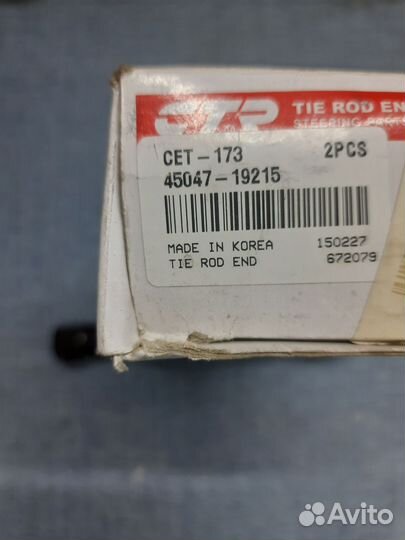 CTR TIE ROD END
STEERING PARTS
CET-173 2PCS
45047-19215
MADE IN KOREA 150227
TIE ROD END 672079
Avito